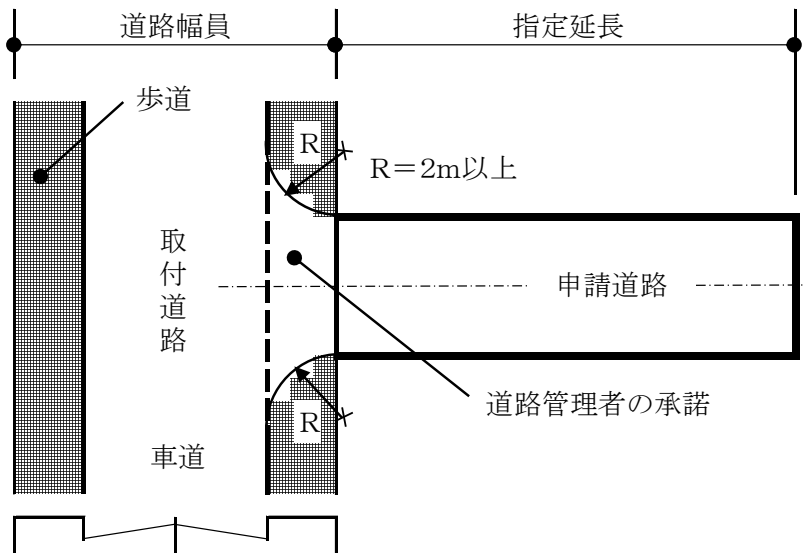 道路幅員
指定延長
歩道
R
R=2m以上
取付道路
申請道路
道路管理者の承諾
R
車道